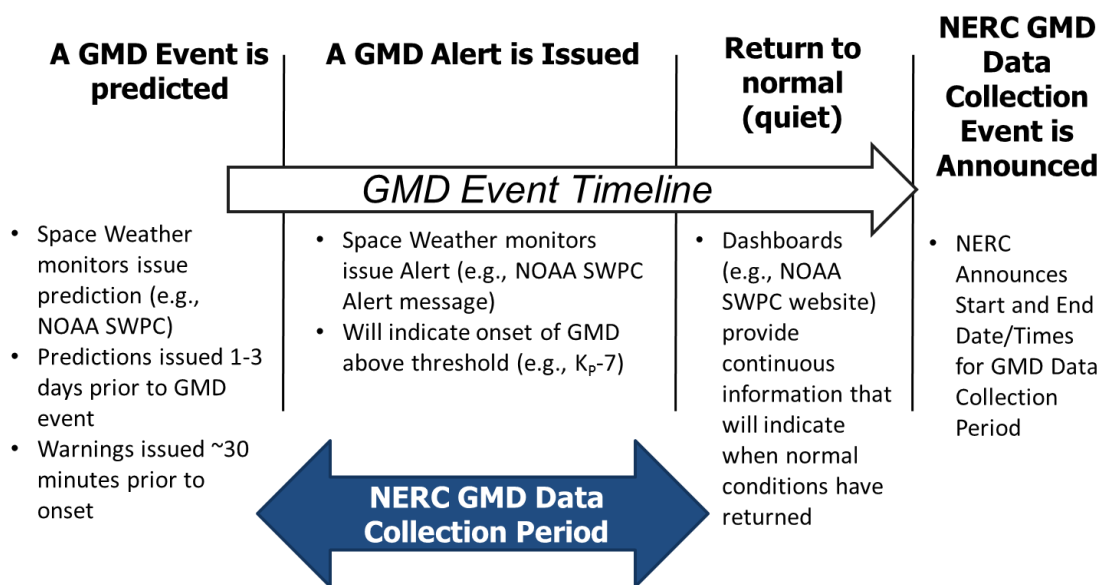 A GMD Event is
predicted
A GMD Alert is Issued
Return to
normal
(quiet)
NERC GMD
Data
Collection
Event is
Announced
GMD Event Timeline
• Space Weather
monitors issue
prediction (e.g.,
NOAA SWPC)
• Predictions issued 1-3
days prior to GMD
event
• Warnings issued ~30
minutes prior to
onset
• Space Weather monitors
issue Alert (e.g., NOAA SWPC
Alert message)
• Will indicate onset of GMD
above threshold (e.g., Kₚ-7)
• Dashboards
(e.g., NOAA
SWPC website)
provide
continuous
information that
will indicate
when normal
conditions have
returned
• NERC
Announces
Start and End
Date/Times
for GMD Data
Collection
Period
NERC GMD Data
Collection Period